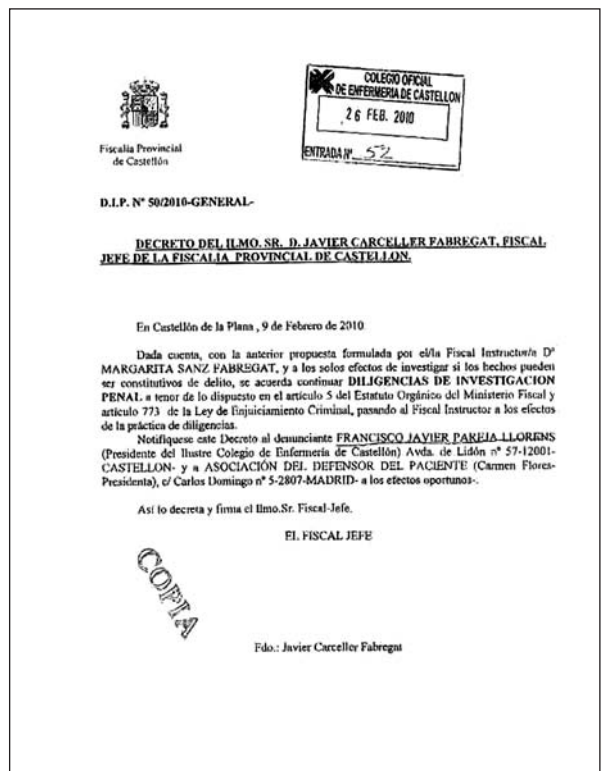 COLEGIO OFICIAL
DE ENFERMERIA DE CASTELLON
26 FEB. 2010
ENTRADA Nº 52
Fiscalía Provincial
de Castellón
D.I.P. Nº 50/2010-GENERAL-
DECRETO DEL ILMO. SR. D. JAVIER CARCELLER FABREGAT, FISCAL
JEFE DE LA FISCALIA PROVINCIAL DE CASTELLON.
En Castellón de la Plana , 9 de Febrero de 2010
Dada cuenta, con la anterior propuesta formulada por el/la Fiscal Instructor/a Dª
MARGARITA SANZ FABREGAT, y a los solos efectos de investigar si los hechos pueden
ser constitutivos de delito, se acuerda continuar DILIGENCIAS DE INVESTIGACION
PENAL a tenor de lo dispuesto en el artículo 5 del Estatuto Orgánico del Ministerio Fiscal y
artículo 773 de la Ley de Enjuiciamiento Criminal, pasando al Fiscal Instructor a los efectos
de la práctica de diligencias.
Notifíquese este Decreto al denunciante FRANCISCO JAVIER PAREJA LLORENS
(Presidente del Ilustre Colegio de Enfermería de Castellón) Avda. de Lidón nº 57-12001-
CASTELLON- y a ASOCIACIÓN DEL DEFENSOR DEL PACIENTE (Carmen Flores-
Presidenta), c/ Carlos Domingo nº 5-2807-MADRID- a los efectos oportunos-.
Así lo decreta y firma el Ilmo.Sr. Fiscal-Jefe.
EL FISCAL JEFE
COPIA
Fdo.: Javier Carceller Fabregat